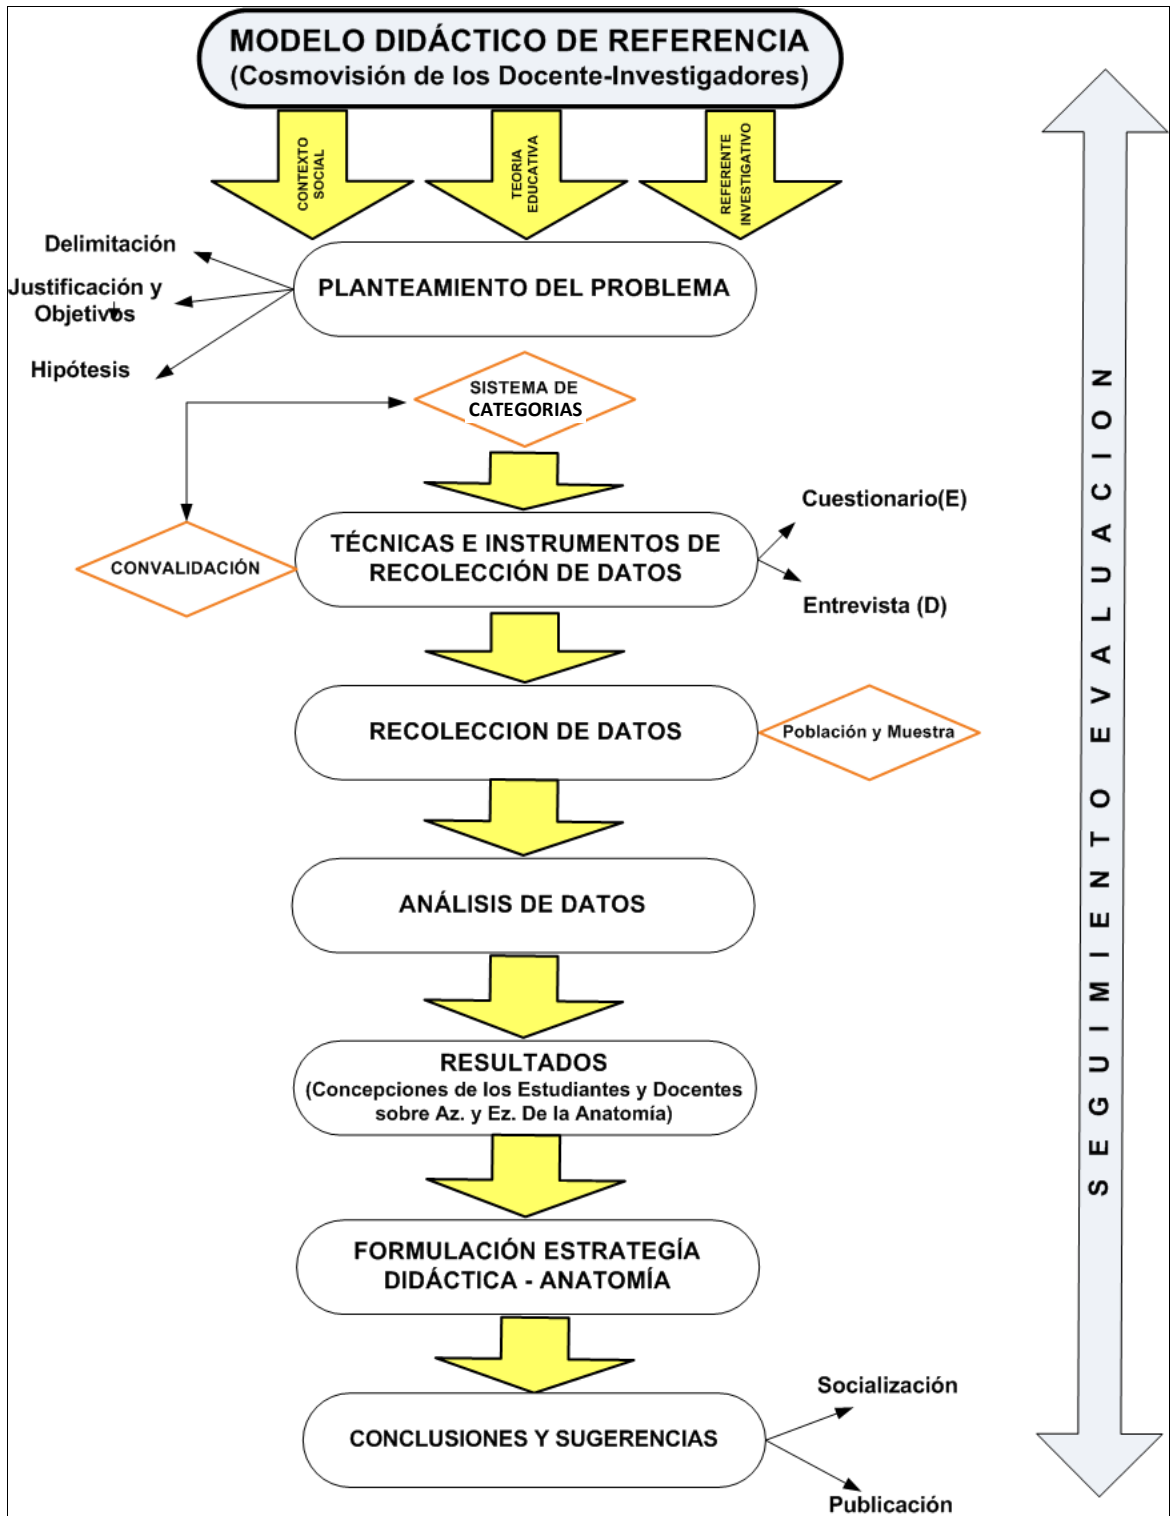 MODELO DIDÁCTICO DE REFERENCIA
(Cosmovisión de los Docente-Investigadores)
CONTEXTO
SOCIAL
TEORIA
EDUCATIVA
REFERENTE
INVESTIGATIVO
Delimitación
Justificación y
Objetivos
Hipótesis
PLANTEAMIENTO DEL PROBLEMA
SISTEMA DE
CATEGORIAS
CONVALIDACIÓN
TÉCNICAS E INSTRUMENTOS DE
RECOLECCIÓN DE DATOS
Cuestionario(E)
Entrevista (D)
RECOLECCION DE DATOS
Población y Muestra
ANÁLISIS DE DATOS
RESULTADOS
(Concepciones de los Estudiantes y Docentes
sobre Az. y Ez. De la Anatomía)
FORMULACIÓN ESTRATEGÍA
DIDÁCTICA - ANATOMÍA
CONCLUSIONES Y SUGERENCIAS
Socialización
Publicación
SEGUIMIENTO EVALUACION